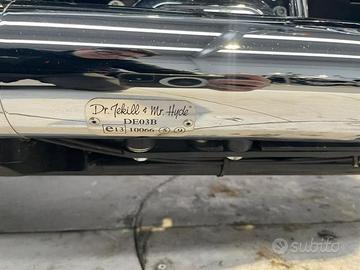 Dr. Jekill & Mr. Hyde®
DE03B
e13 10066
subito